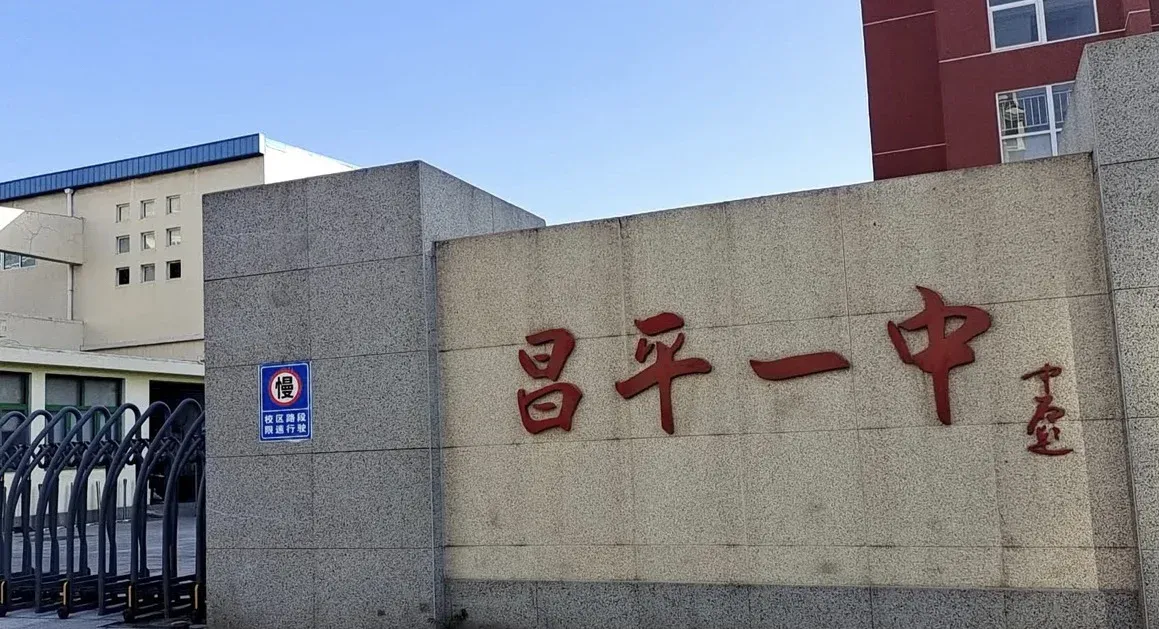 慢
校区路段
限速行驶
昌平一中